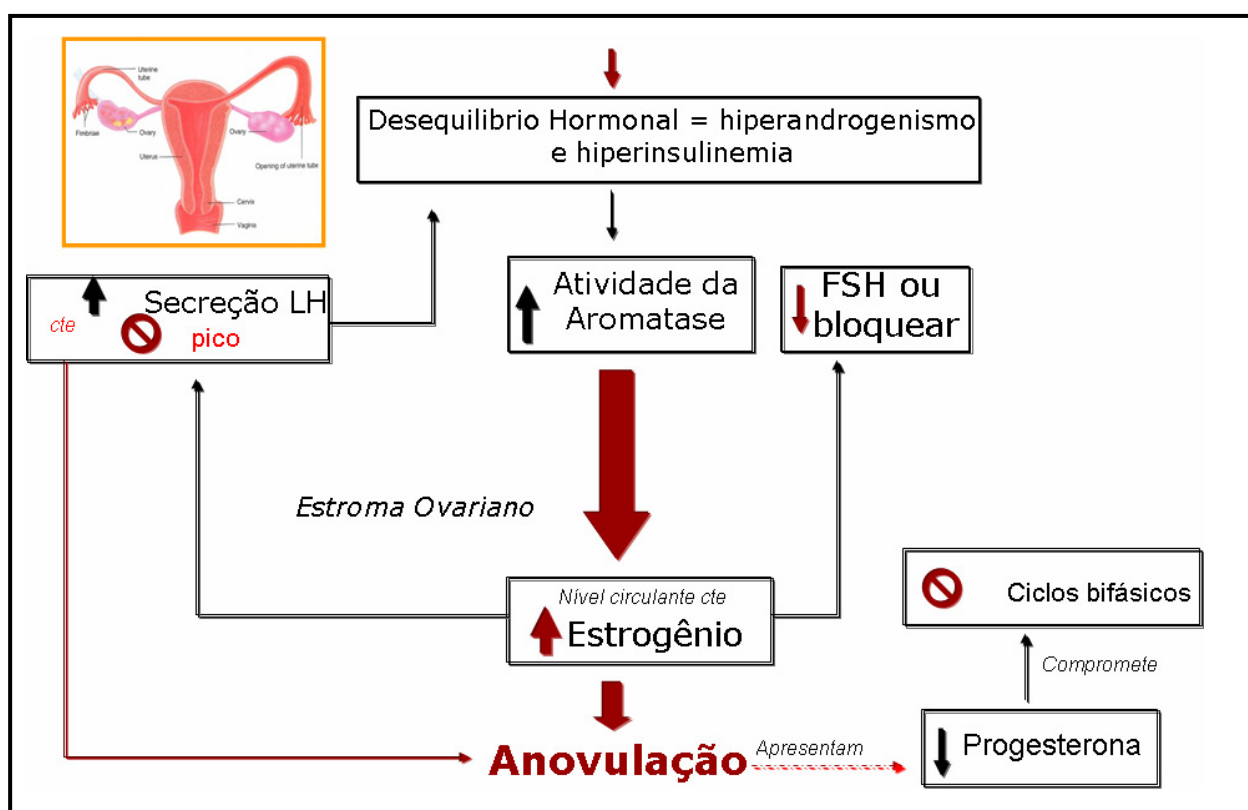 Uterine
tube
Fimbriae
Ovary
Ovary
Uterus
Opening of uterine tube
Cervix
Vagina
Desequilibrio Hormonal = hiperandrogenismo
e hiperinsulinemia
cte
Secreção LH
pico
Atividade da
Aromatase
FSH ou
bloquear
Estroma Ovariano
Nível circulante cte
Estrogênio
Ciclos bifásicos
Compromete
Anovulação
Apresentam
Progesterona